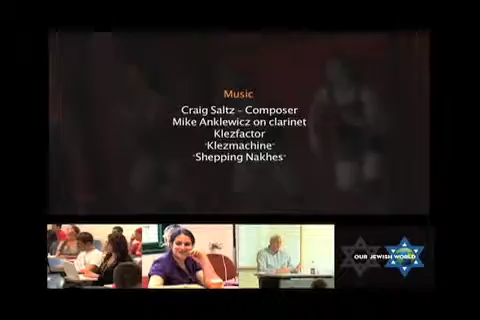 Music
Craig Saltz - Composer
Mike Anklewicz on clarinet
Klezfactor
"Klezmachine"
"Shepping Nakhes"
OUR JEWISH WORLD